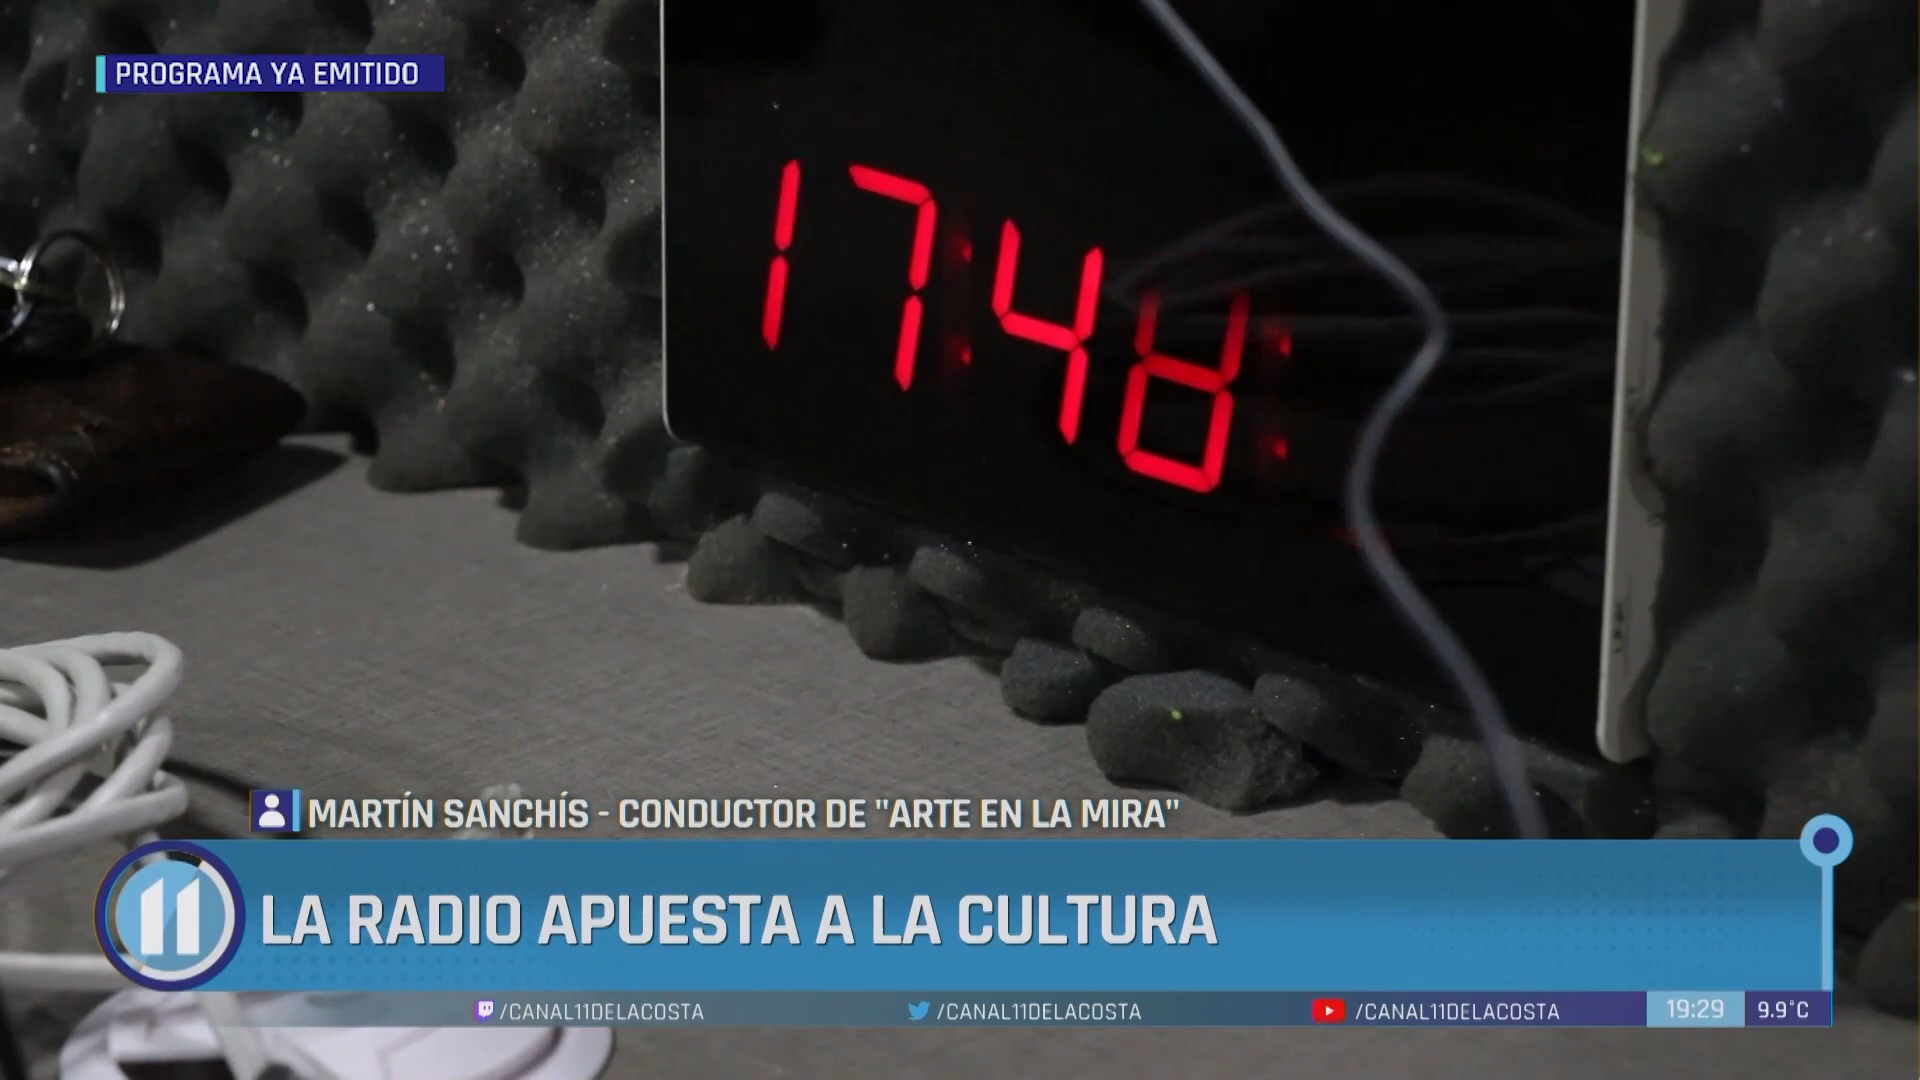 PROGRAMA YA EMITIDO
17:48:
MARTÍN SANCHÍS - CONDUCTOR DE "ARTE EN LA MIRA"
11 LA RADIO APUESTA A LA CULTURA
/CANAL11DELACOSTA /CANAL11DELACOSTA /CANAL11DELACOSTA 19:29 9.9°C